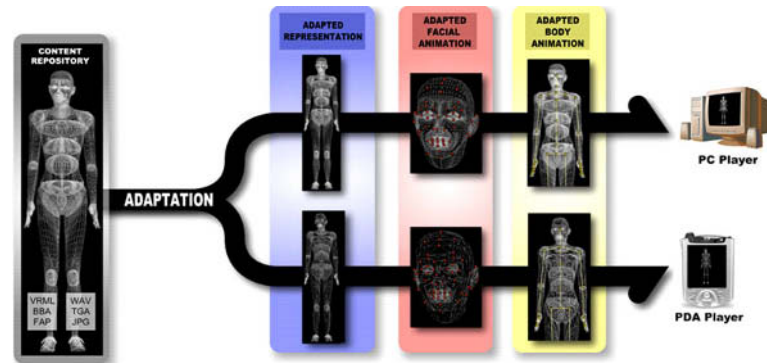 CONTENT
REPOSITORY
VRML
BBA
FAP
WAV
TGA
JPG
ADAPTATION
ADAPTED
REPRESENTATION
ADAPTED
FACIAL
ANIMATION
ADAPTED
BODY
ANIMATION
PC Player
PDA Player